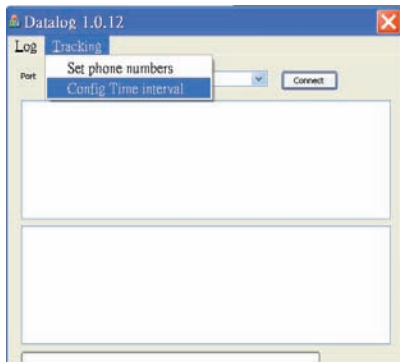 Datalog 1.0.12
Log Tracking
Set phone numbers
Port Connect
Config Time interval